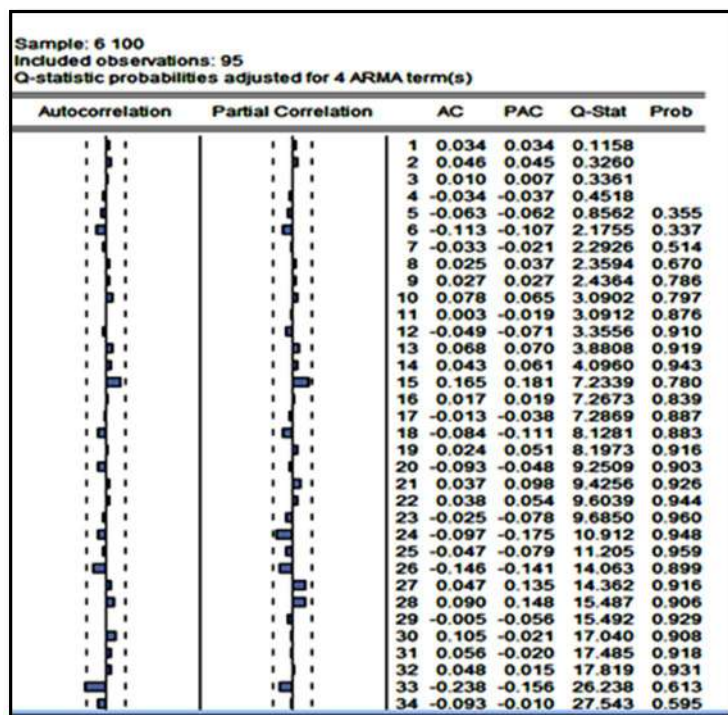 Sample: 6 100
Included observations: 95
Q-statistic probabilities adjusted for 4 ARMA term(s)
Autocorrelation Partial Correlation AC PAC Q-Stat Prob
1 0.034 0.034 0.1158
2 0.046 0.045 0.3260
3 0.010 0.007 0.3361
4 -0.034 -0.037 0.4518
5 -0.063 -0.062 0.8562 0.355
6 -0.113 -0.107 2.1755 0.337
7 -0.033 -0.021 2.2926 0.514
8 0.025 0.037 2.3594 0.670
9 0.027 0.027 2.4364 0.786
10 0.078 0.065 3.0902 0.797
11 0.003 -0.019 3.0912 0.876
12 -0.049 -0.071 3.3556 0.910
13 0.068 0.070 3.8808 0.919
14 0.043 0.061 4.0960 0.943
15 0.165 0.181 7.2339 0.780
16 0.017 0.019 7.2673 0.839
17 -0.013 -0.038 7.2869 0.887
18 -0.084 -0.111 8.1281 0.883
19 0.024 0.051 8.1973 0.916
20 -0.093 -0.048 9.2509 0.903
21 0.037 0.098 9.4256 0.926
22 0.038 0.054 9.6039 0.944
23 -0.025 -0.078 9.6850 0.960
24 -0.097 -0.175 10.912 0.948
25 -0.047 -0.079 11.205 0.959
26 -0.146 -0.141 14.063 0.899
27 0.047 0.135 14.362 0.916
28 0.090 0.148 15.487 0.906
29 -0.005 -0.056 15.492 0.929
30 0.105 -0.021 17.040 0.908
31 0.056 -0.020 17.485 0.918
32 0.048 0.015 17.819 0.931
33 -0.238 -0.156 26.238 0.613
34 -0.093 -0.010 27.543 0.595